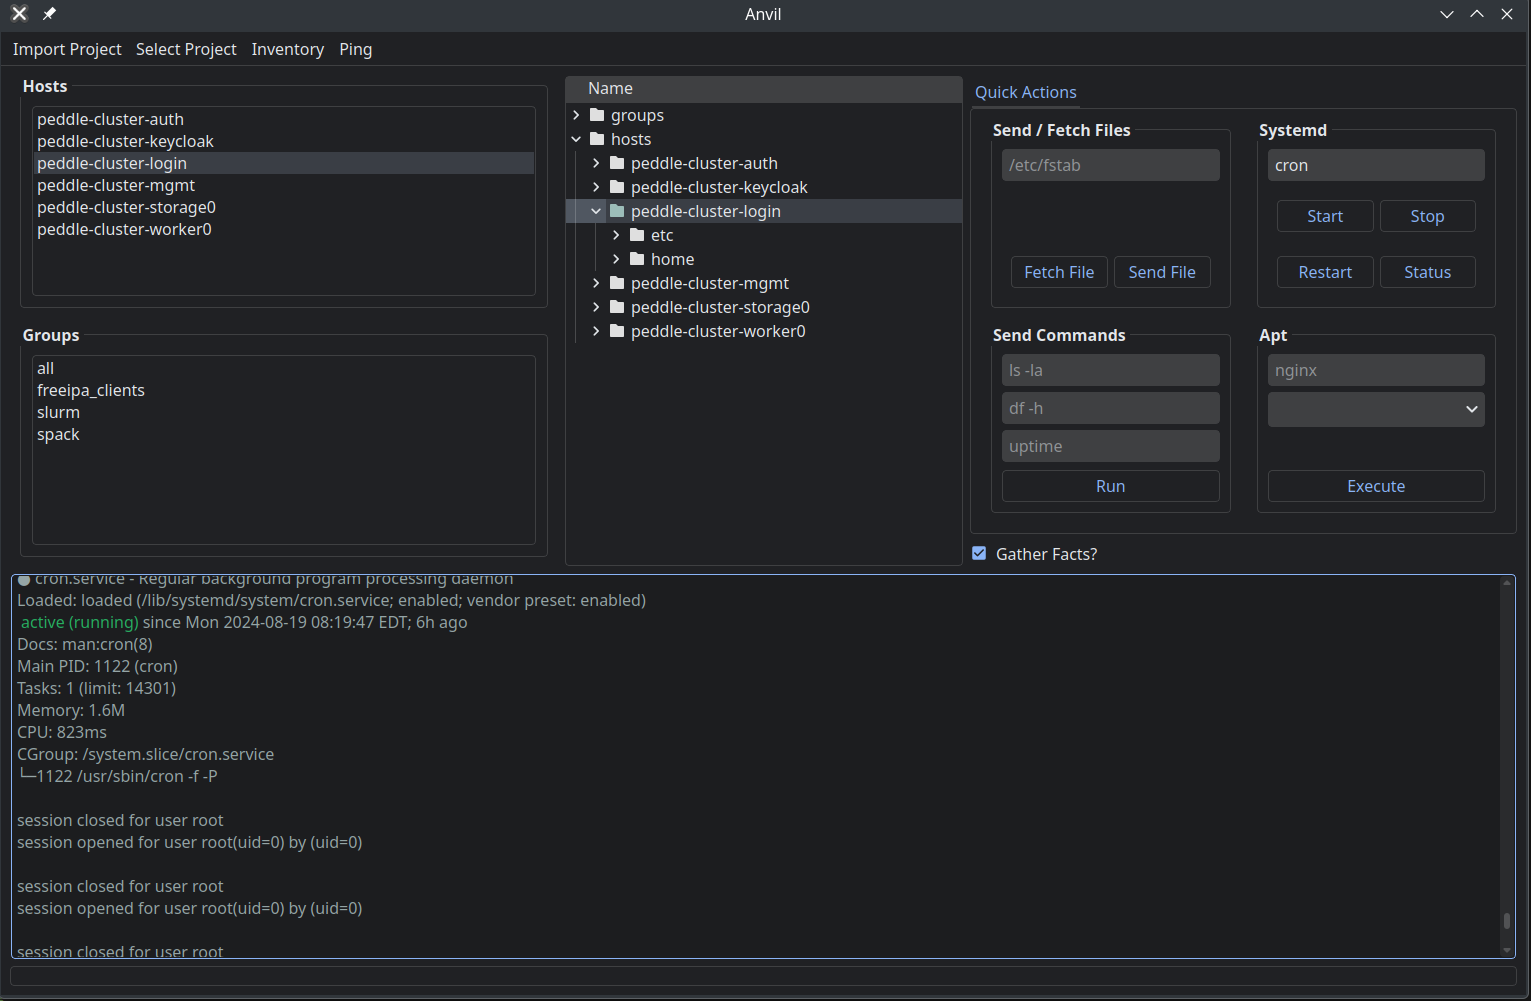 Anvil
Import Project Select Project Inventory Ping
Hosts
peddle-cluster-auth
peddle-cluster-keycloak
peddle-cluster-login
peddle-cluster-mgmt
peddle-cluster-storage0
peddle-cluster-worker0
Groups
all
freeipa_clients
slurm
spack
Name
groups
hosts
peddle-cluster-auth
peddle-cluster-keycloak
peddle-cluster-login
etc
home
peddle-cluster-mgmt
peddle-cluster-storage0
peddle-cluster-worker0
Quick Actions
Send / Fetch Files
/etc/fstab
Fetch File Send File
Systemd
cron
Start Stop
Restart Status
Send Commands
ls -la
df -h
uptime
Run
Apt
nginx
Execute
Gather Facts?
● cron.service - Regular background program processing daemon
Loaded: loaded (/lib/systemd/system/cron.service; enabled; vendor preset: enabled)
active (running) since Mon 2024-08-19 08:19:47 EDT; 6h ago
Docs: man:cron(8)
Main PID: 1122 (cron)
Tasks: 1 (limit: 14301)
Memory: 1.6M
CPU: 823ms
CGroup: /system.slice/cron.service
└─1122 /usr/sbin/cron -f -P
session closed for user root
session opened for user root(uid=0) by (uid=0)
session closed for user root
session opened for user root(uid=0) by (uid=0)
session closed for user root